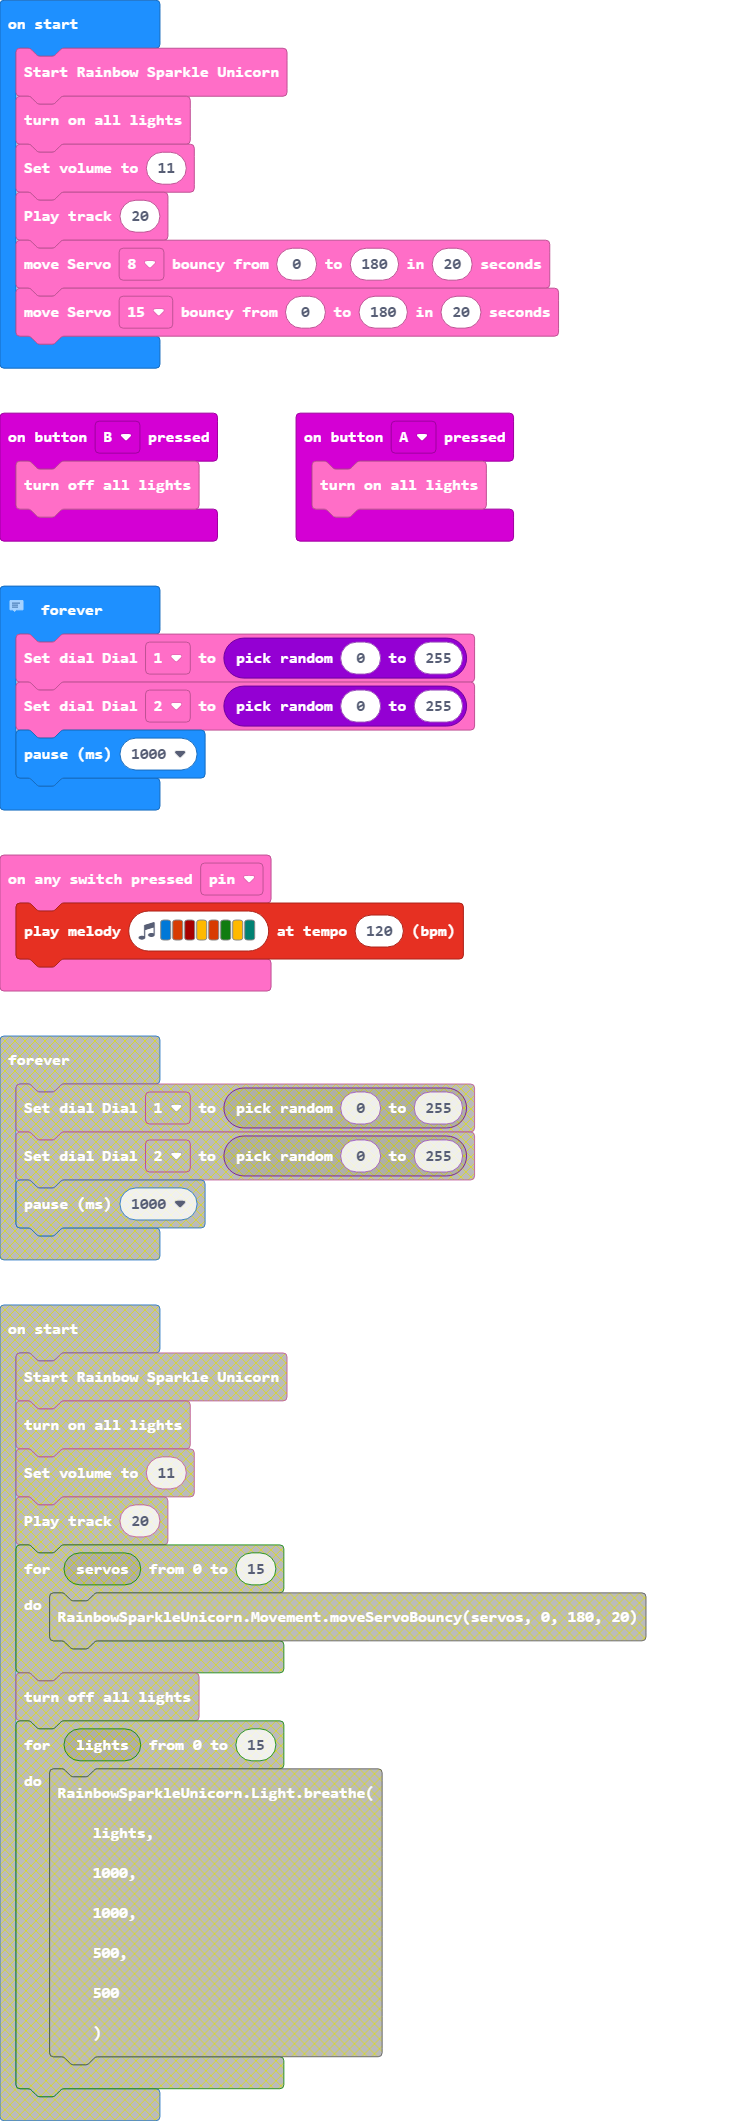 on start
Start Rainbow Sparkle Unicorn
turn on all lights
Set volume to 11
Play track 20
move Servo 8 bouncy from 0 to 180 in 20 seconds
move Servo 15 bouncy from 0 to 180 in 20 seconds
on button B pressed
turn off all lights
on button A pressed
turn on all lights
forever
Set dial Dial 1 to pick random 0 to 255
Set dial Dial 2 to pick random 0 to 255
pause (ms) 1000
on any switch pressed pin
play melody at tempo 120 (bpm)
forever
Set dial Dial 1 to pick random 0 to 255
Set dial Dial 2 to pick random 0 to 255
pause (ms) 1000
on start
Start Rainbow Sparkle Unicorn
turn on all lights
Set volume to 11
Play track 20
for servos from 0 to 15
do
RainbowSparkleUnicorn.Movement.moveServoBouncy(servos, 0, 180, 20)
turn off all lights
for lights from 0 to 15
do
RainbowSparkleUnicorn.Light.breathe(
lights,
1000,
1000,
500,
500
)